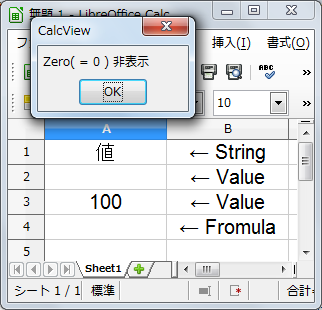 無題 1 - LibreOffice Calc
CalcView
Zero( = 0 ) 非表示
OK
挿入(I) 書式(O)
ABC
10
A B
1 値 ← String
2 ← Value
3 100 ← Value
4 ← Fromula
5
Sheet1
シート 1 / 1 標準 合計=